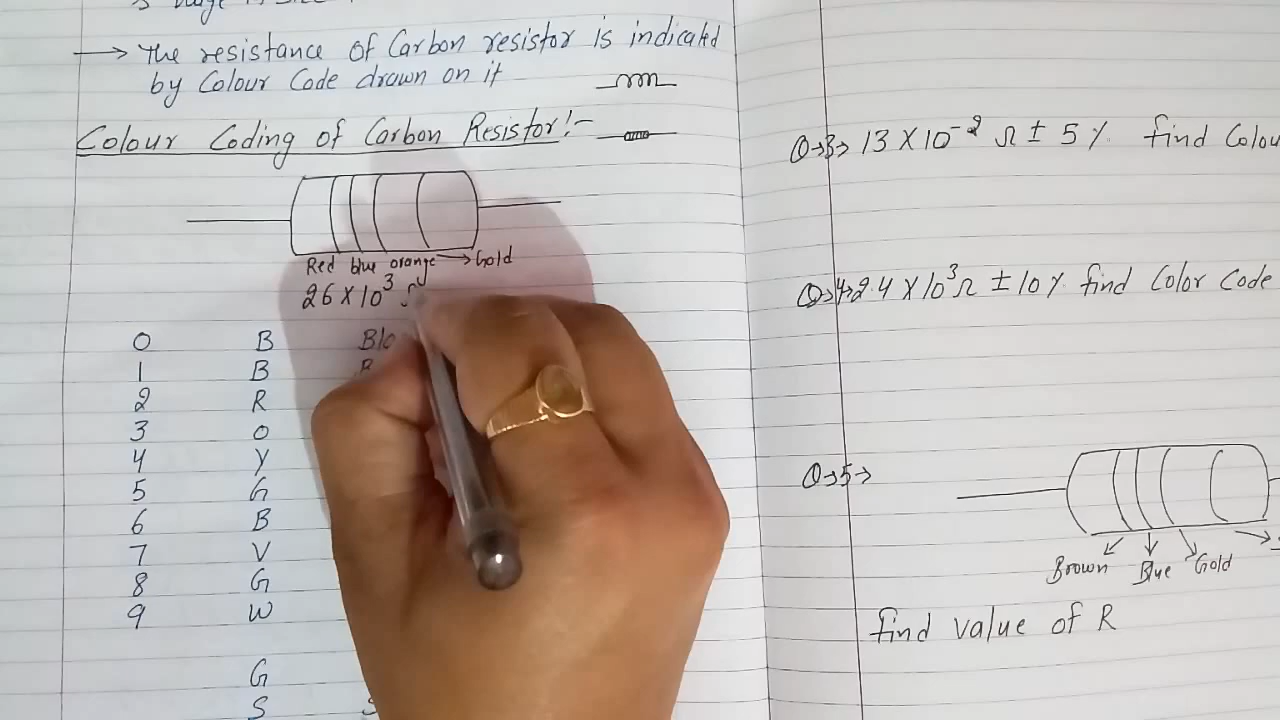 → The resistance of Carbon resistor is indicated
by Colour Code drawn on it
Colour Coding of Carbon Resistor!-
Red blue orange → Gold
26 × 10³ Ω
0 B
1 B
2 R
3 O
4 Y
5 G
6 B
7 V
8 G
9 W
G
S
Q→3→ 13 × 10⁻² Ω ± 5 % find Colou
Q→4→ 2.4 × 10³ Ω ± 10 % find Color Code
Q→5→
Brown Blue Gold
find value of R